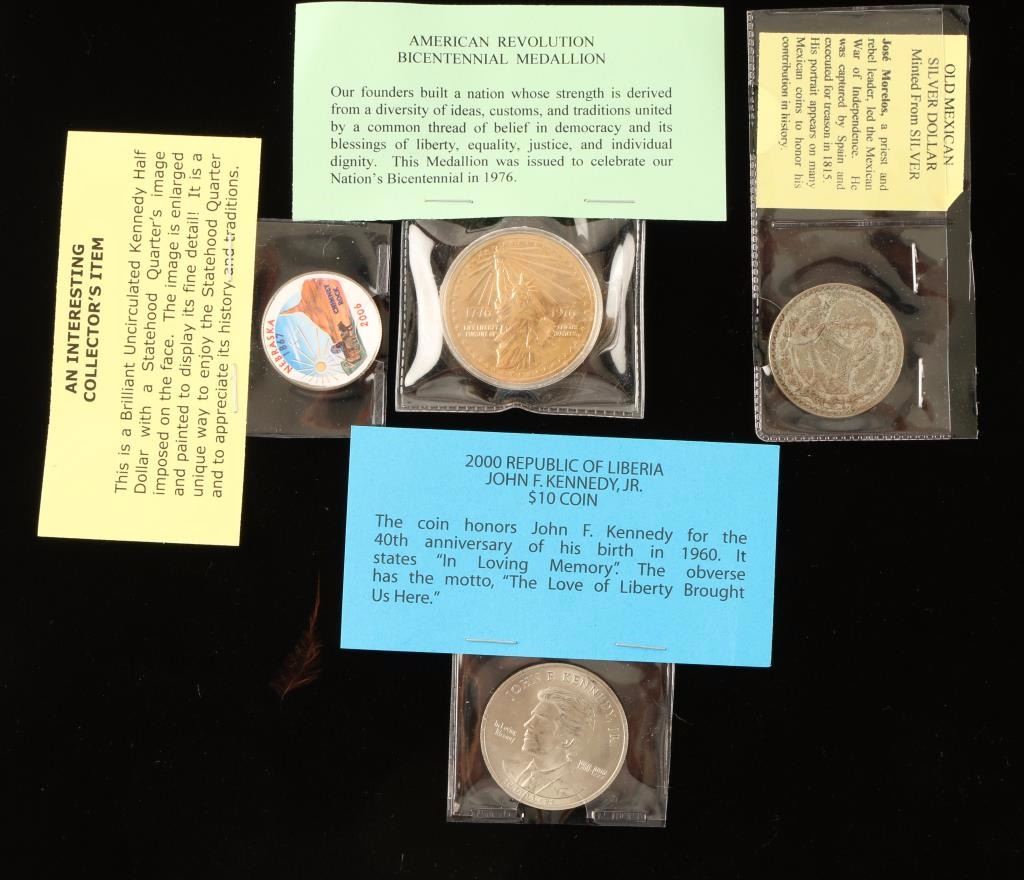 AMERICAN REVOLUTION
BICENTENNIAL MEDALLION
Our founders built a nation whose strength is derived
from a diversity of ideas, customs, and traditions united
by a common thread of belief in democracy and its
blessings of liberty, equality, justice, and individual
dignity. This Medallion was issued to celebrate our
Nation's Bicentennial in 1976.
OLD MEXICAN
SILVER DOLLAR
Minted From SILVER
José Morelos, a priest and
rebel leader, led the Mexican
War of Independence. He
was captured by Spain and
executed for treason in 1815.
His portrait appears on many
Mexican coins to honor his
contribution in history.
AN INTERESTING
COLLECTOR'S ITEM
This is a Brilliant Uncirculated Kennedy Half
Dollar with a Statehood Quarter's image
imposed on the face. The image is enlarged
and painted to display its fine detail! It is a
unique way to enjoy the Statehood Quarter
and to appreciate its history and traditions.
NEBRASKA
1867
CHIMNEY
ROCK
2006
1776 1976
2000 REPUBLIC OF LIBERIA
JOHN F. KENNEDY, JR.
$10 COIN
The coin honors John F. Kennedy for the
40th anniversary of his birth in 1960. It
states "In Loving Memory". The obverse
has the motto, "The Love of Liberty Brought
Us Here."
JOHN F. KENNEDY, JR.
In Loving
Memory